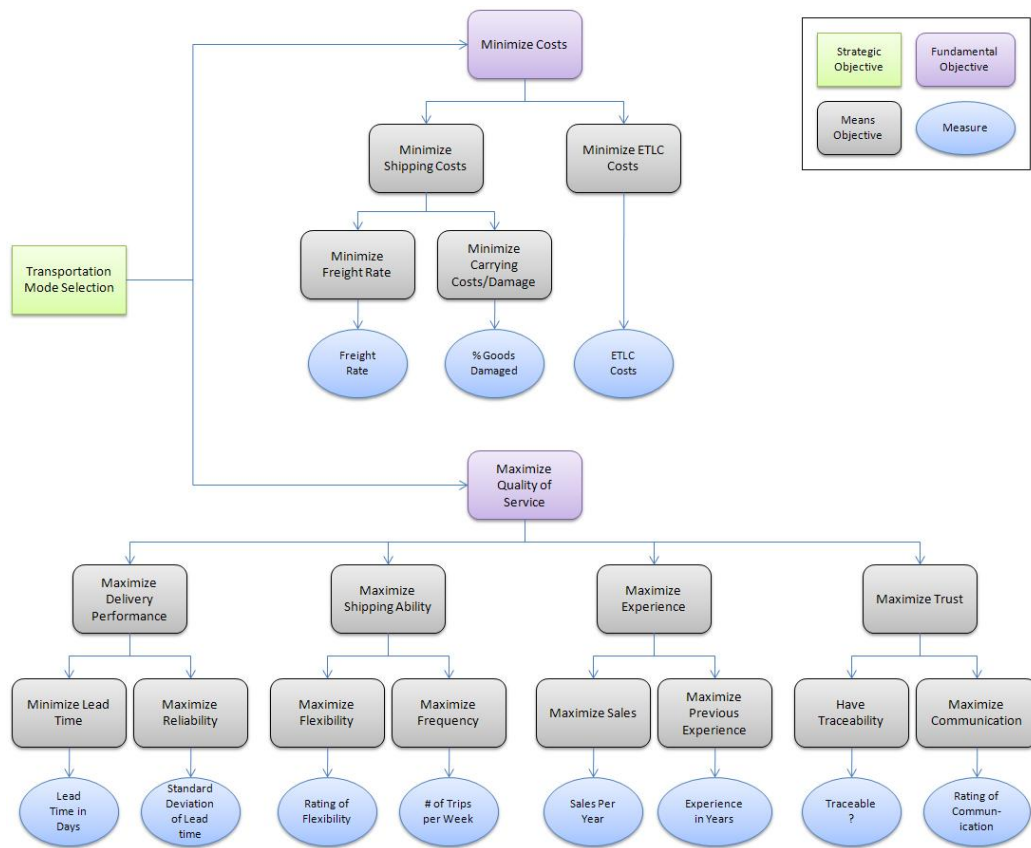 Minimize Costs
Strategic
Objective
Fundamental
Objective
Means
Objective
Measure
Minimize
Shipping Costs
Minimize ETLC
Costs
Minimize
Freight Rate
Minimize
Carrying
Costs/Damage
Transportation
Mode Selection
Freight
Rate
% Goods
Damaged
ETLC
Costs
Maximize
Quality of
Service
Maximize
Delivery
Performance
Maximize
Shipping Ability
Maximize
Experience
Maximize Trust
Minimize Lead
Time
Maximize
Reliability
Maximize
Flexibility
Maximize
Frequency
Maximize Sales
Maximize
Previous
Experience
Have
Traceability
Maximize
Communication
Lead
Time in
Days
Standard
Deviation
of Lead
time
Rating of
Flexibility
# of Trips
per Week
Sales Per
Year
Experience
in Years
Traceable
?
Rating of
Commun-
ication